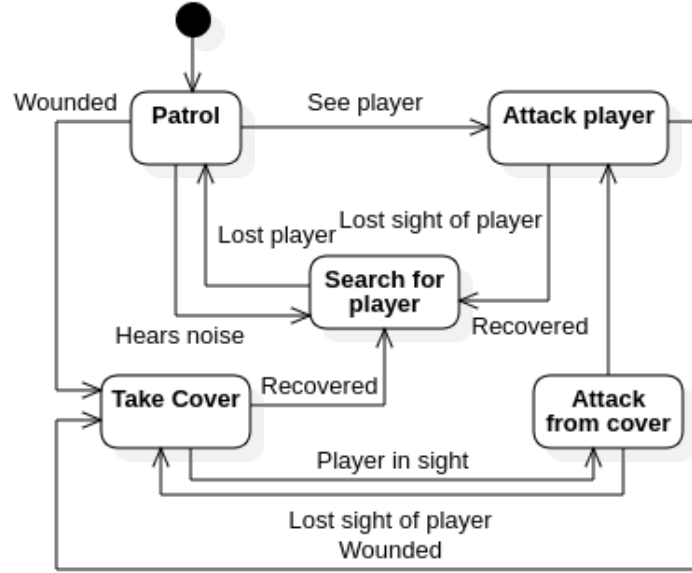 Wounded
Patrol
See player
Attack player
Lost player
Lost sight of player
Search for
player
Hears noise
Recovered
Take Cover
Recovered
Attack
from cover
Player in sight
Lost sight of player
Wounded